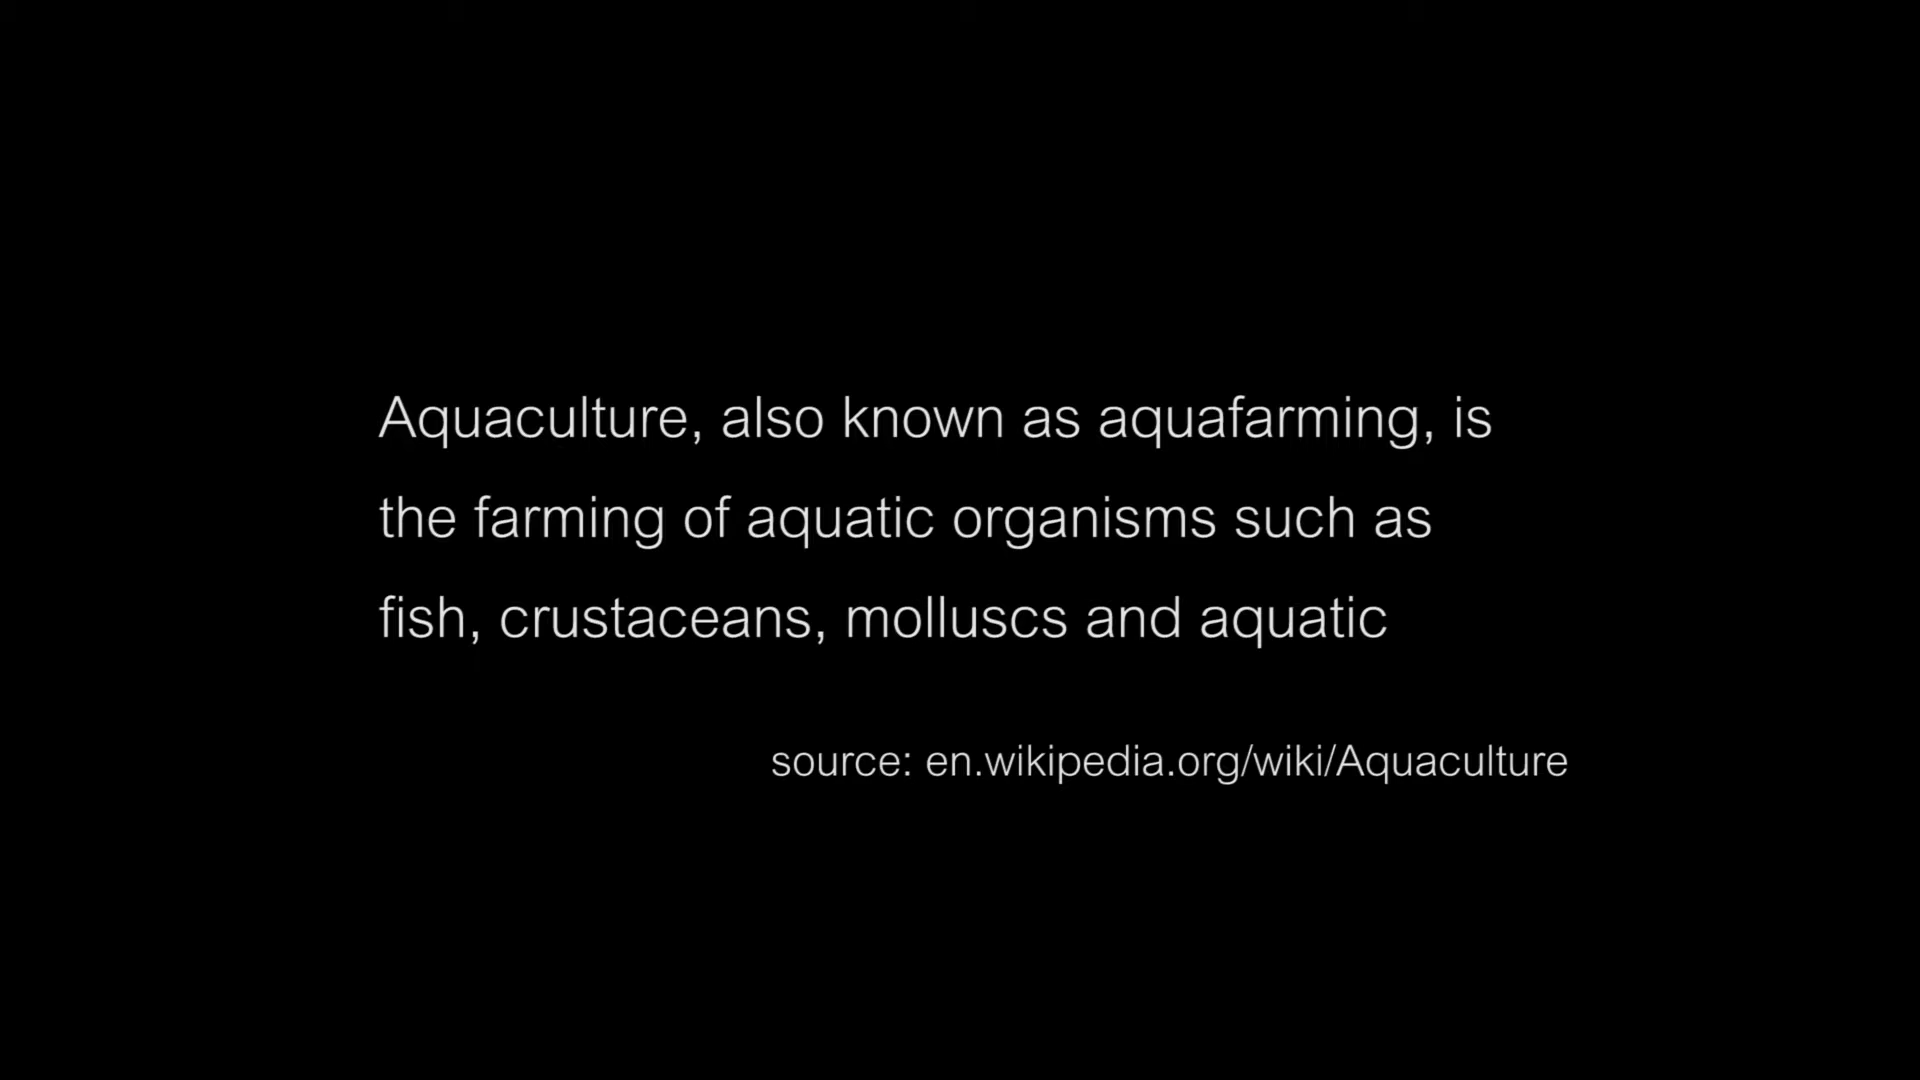 Aquaculture, also known as aquafarming, is
the farming of aquatic organisms such as
fish, crustaceans, molluscs and aquatic
source: en.wikipedia.org/wiki/Aquaculture